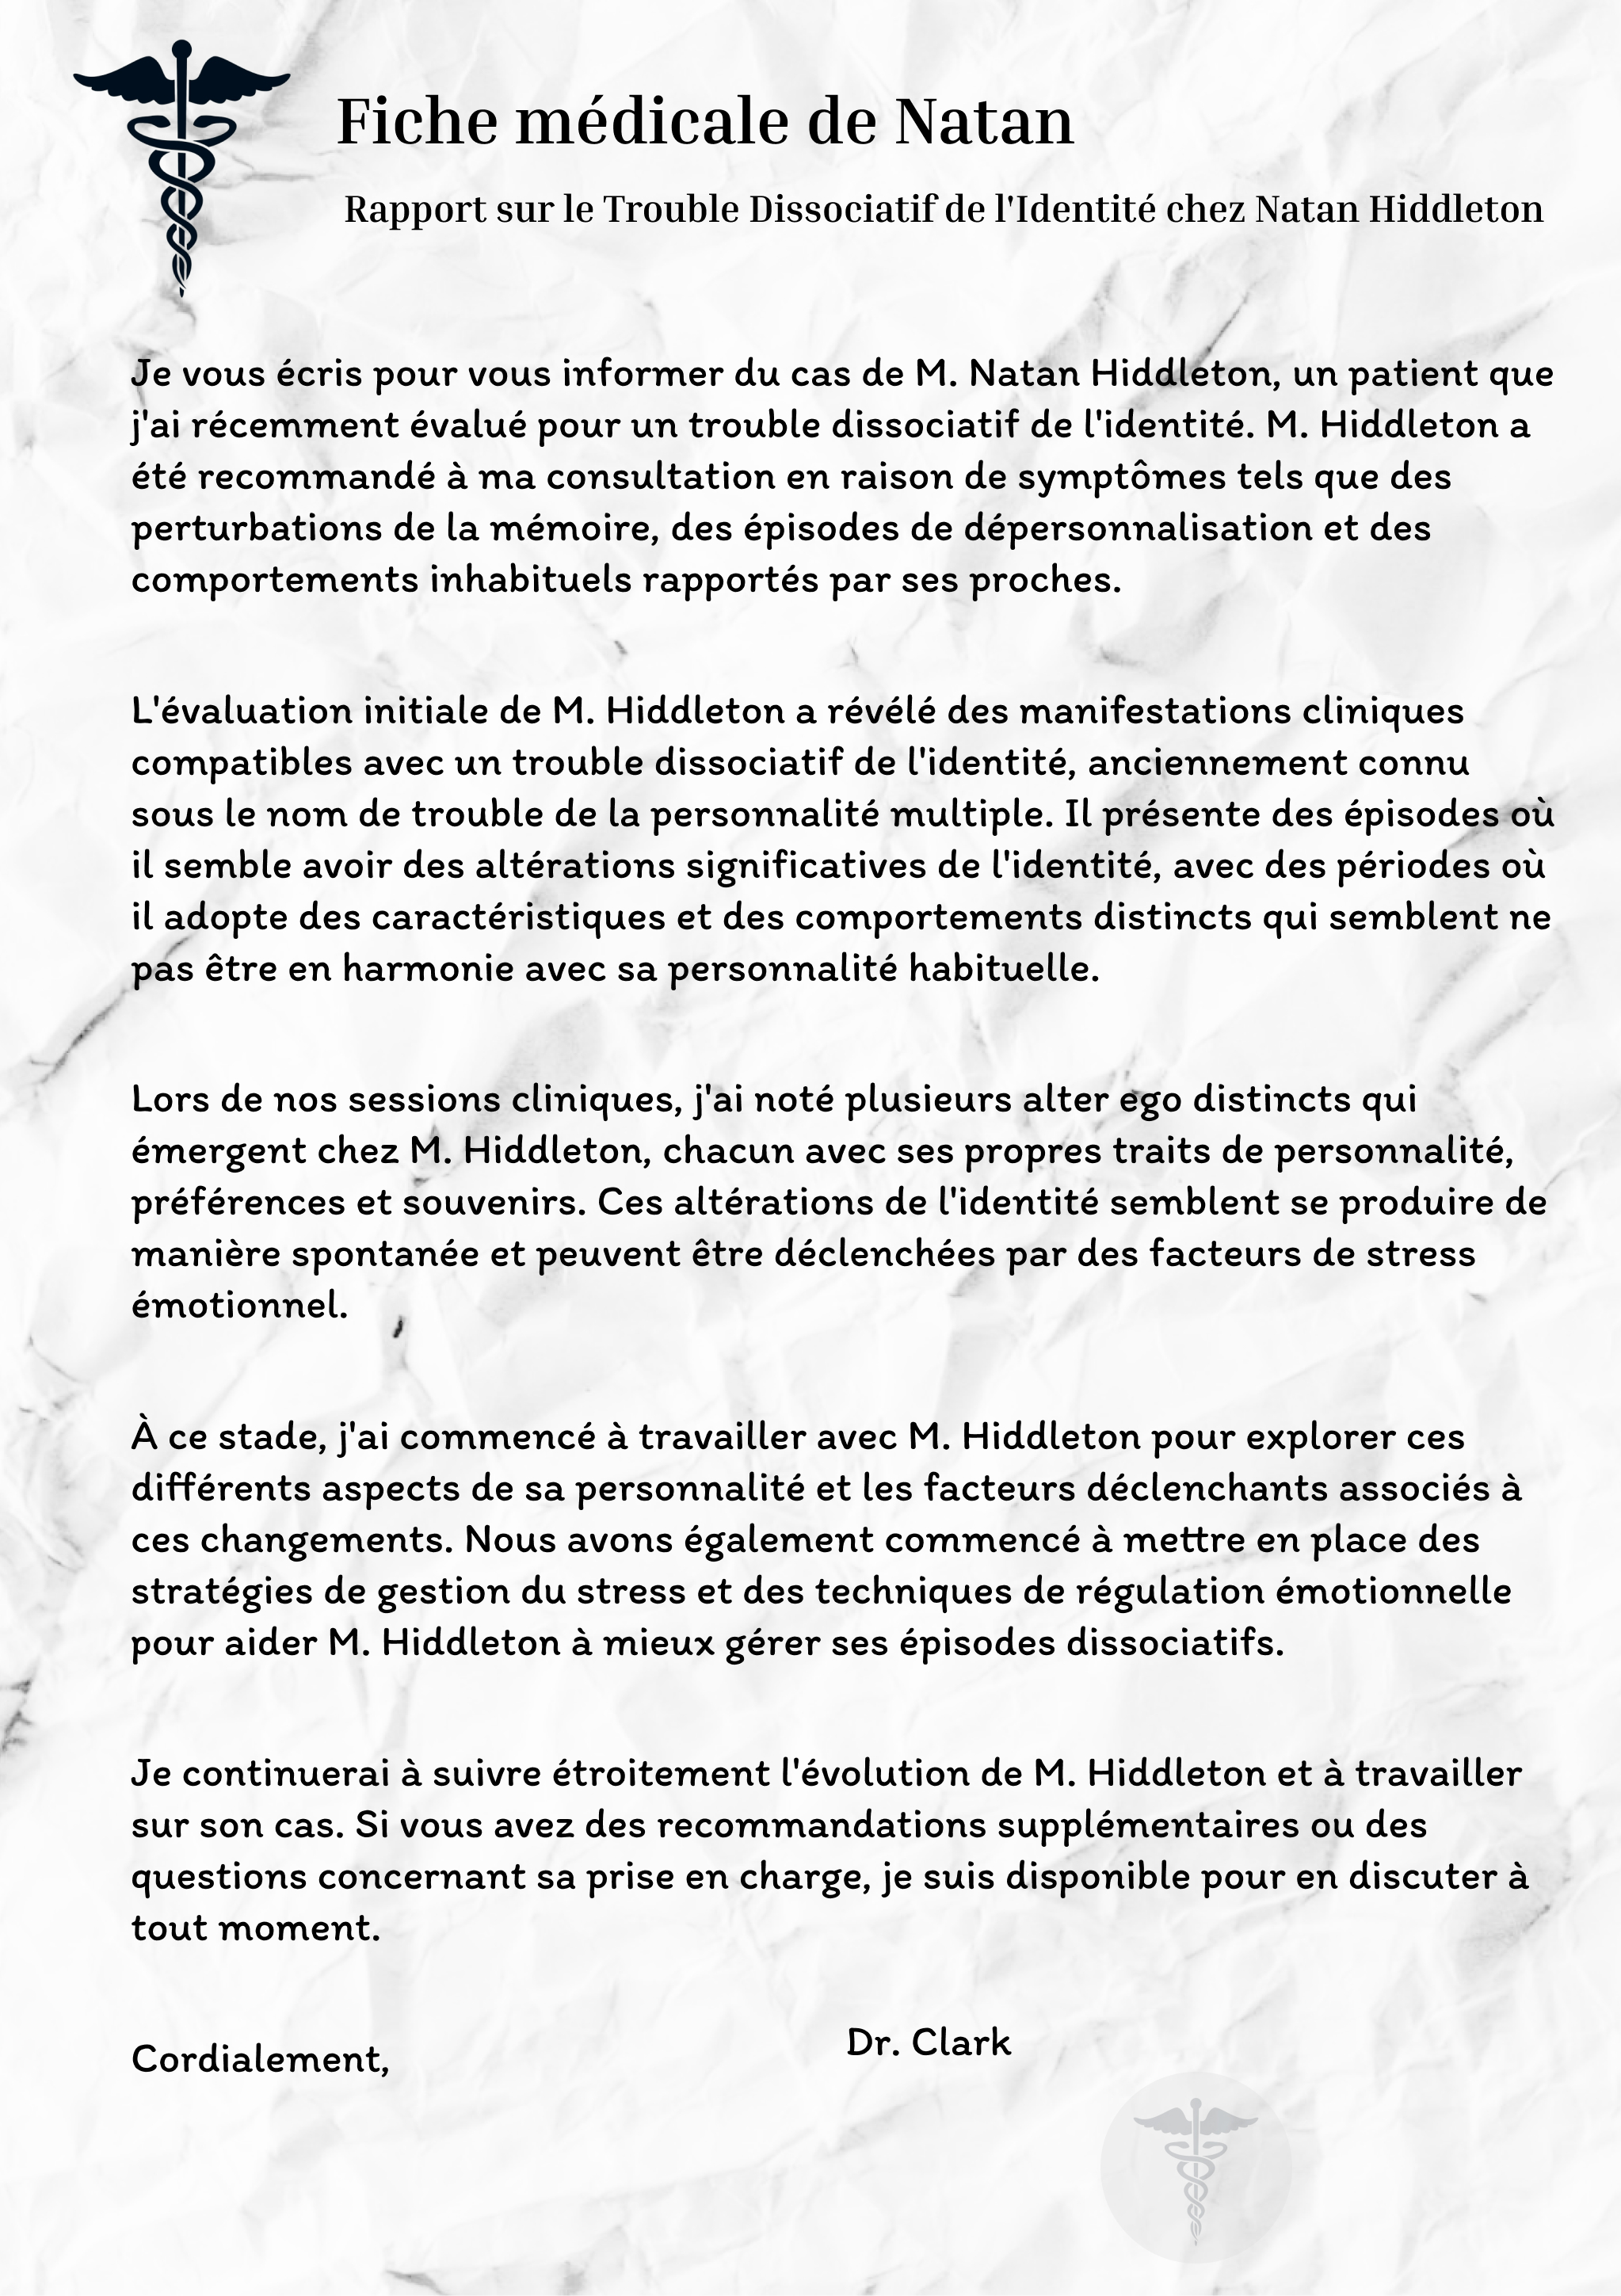 Fiche médicale de Natan
Rapport sur le Trouble Dissociatif de l'Identité chez Natan Hiddleton
Je vous écris pour vous informer du cas de M. Natan Hiddleton, un patient que
j'ai récemment évalué pour un trouble dissociatif de l'identité. M. Hiddleton a
été recommandé à ma consultation en raison de symptômes tels que des
perturbations de la mémoire, des épisodes de dépersonnalisation et des
comportements inhabituels rapportés par ses proches.
L'évaluation initiale de M. Hiddleton a révélé des manifestations cliniques
compatibles avec un trouble dissociatif de l'identité, anciennement connu
sous le nom de trouble de la personnalité multiple. Il présente des épisodes où
il semble avoir des altérations significatives de l'identité, avec des périodes où
il adopte des caractéristiques et des comportements distincts qui semblent ne
pas être en harmonie avec sa personnalité habituelle.
Lors de nos sessions cliniques, j'ai noté plusieurs alter ego distincts qui
émergent chez M. Hiddleton, chacun avec ses propres traits de personnalité,
préférences et souvenirs. Ces altérations de l'identité semblent se produire de
manière spontanée et peuvent être déclenchées par des facteurs de stress
émotionnel.
À ce stade, j'ai commencé à travailler avec M. Hiddleton pour explorer ces
différents aspects de sa personnalité et les facteurs déclenchants associés à
ces changements. Nous avons également commencé à mettre en place des
stratégies de gestion du stress et des techniques de régulation émotionnelle
pour aider M. Hiddleton à mieux gérer ses épisodes dissociatifs.
Je continuerai à suivre étroitement l'évolution de M. Hiddleton et à travailler
sur son cas. Si vous avez des recommandations supplémentaires ou des
questions concernant sa prise en charge, je suis disponible pour en discuter à
tout moment.
Cordialement,
Dr. Clark